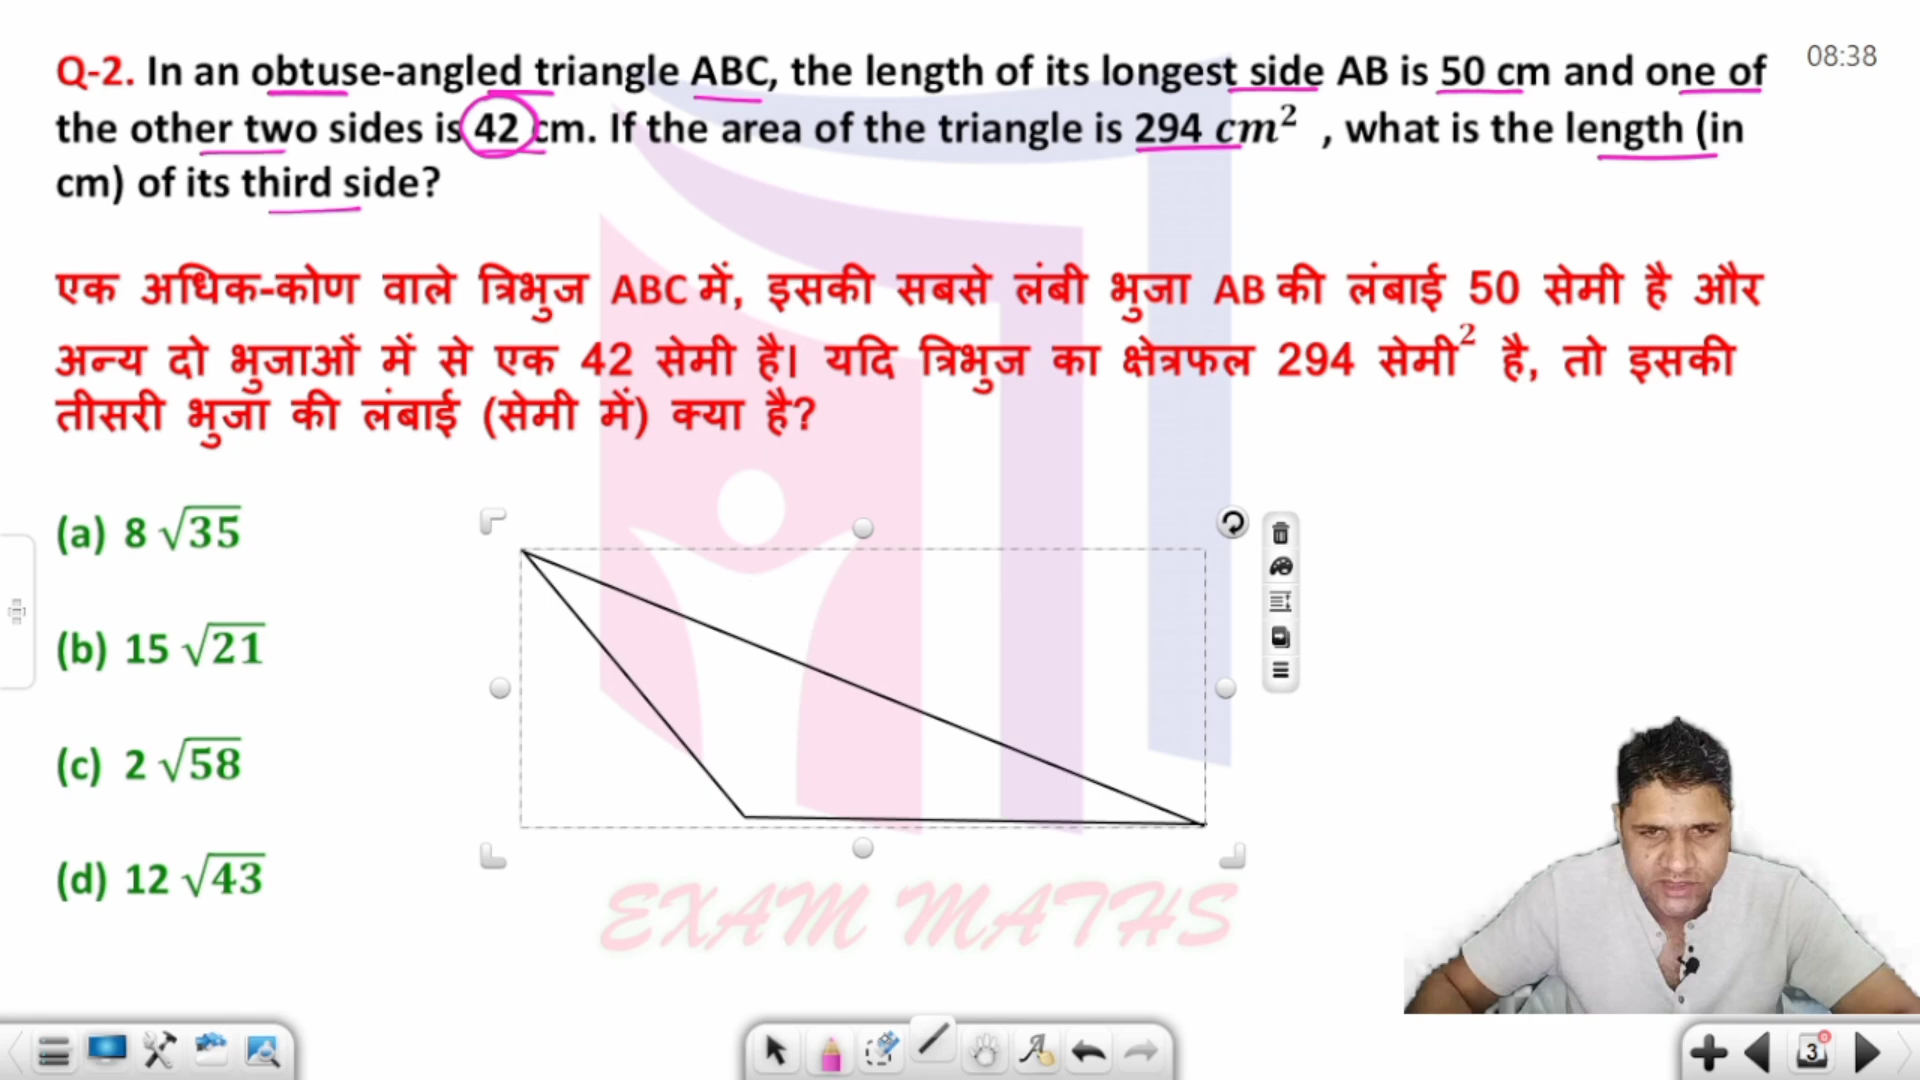 08:38
Q-2. In an obtuse-angled triangle ABC, the length of its longest side AB is 50 cm and one of
the other two sides is 42 cm. If the area of the triangle is 294 cm² , what is the length (in
cm) of its third side?
एक अधिक-कोण वाले त्रिभुज ABC में, इसकी सबसे लंबी भुजा AB की लंबाई 50 सेमी है और
अन्य दो भुजाओं में से एक 42 सेमी है। यदि त्रिभुज का क्षेत्रफल 294 सेमी² है, तो इसकी
तीसरी भुजा की लंबाई (सेमी में) क्या है?
(a) 8 √35
(b) 15 √21
(c) 2 √58
(d) 12 √43
EXAM MATHS
3
0